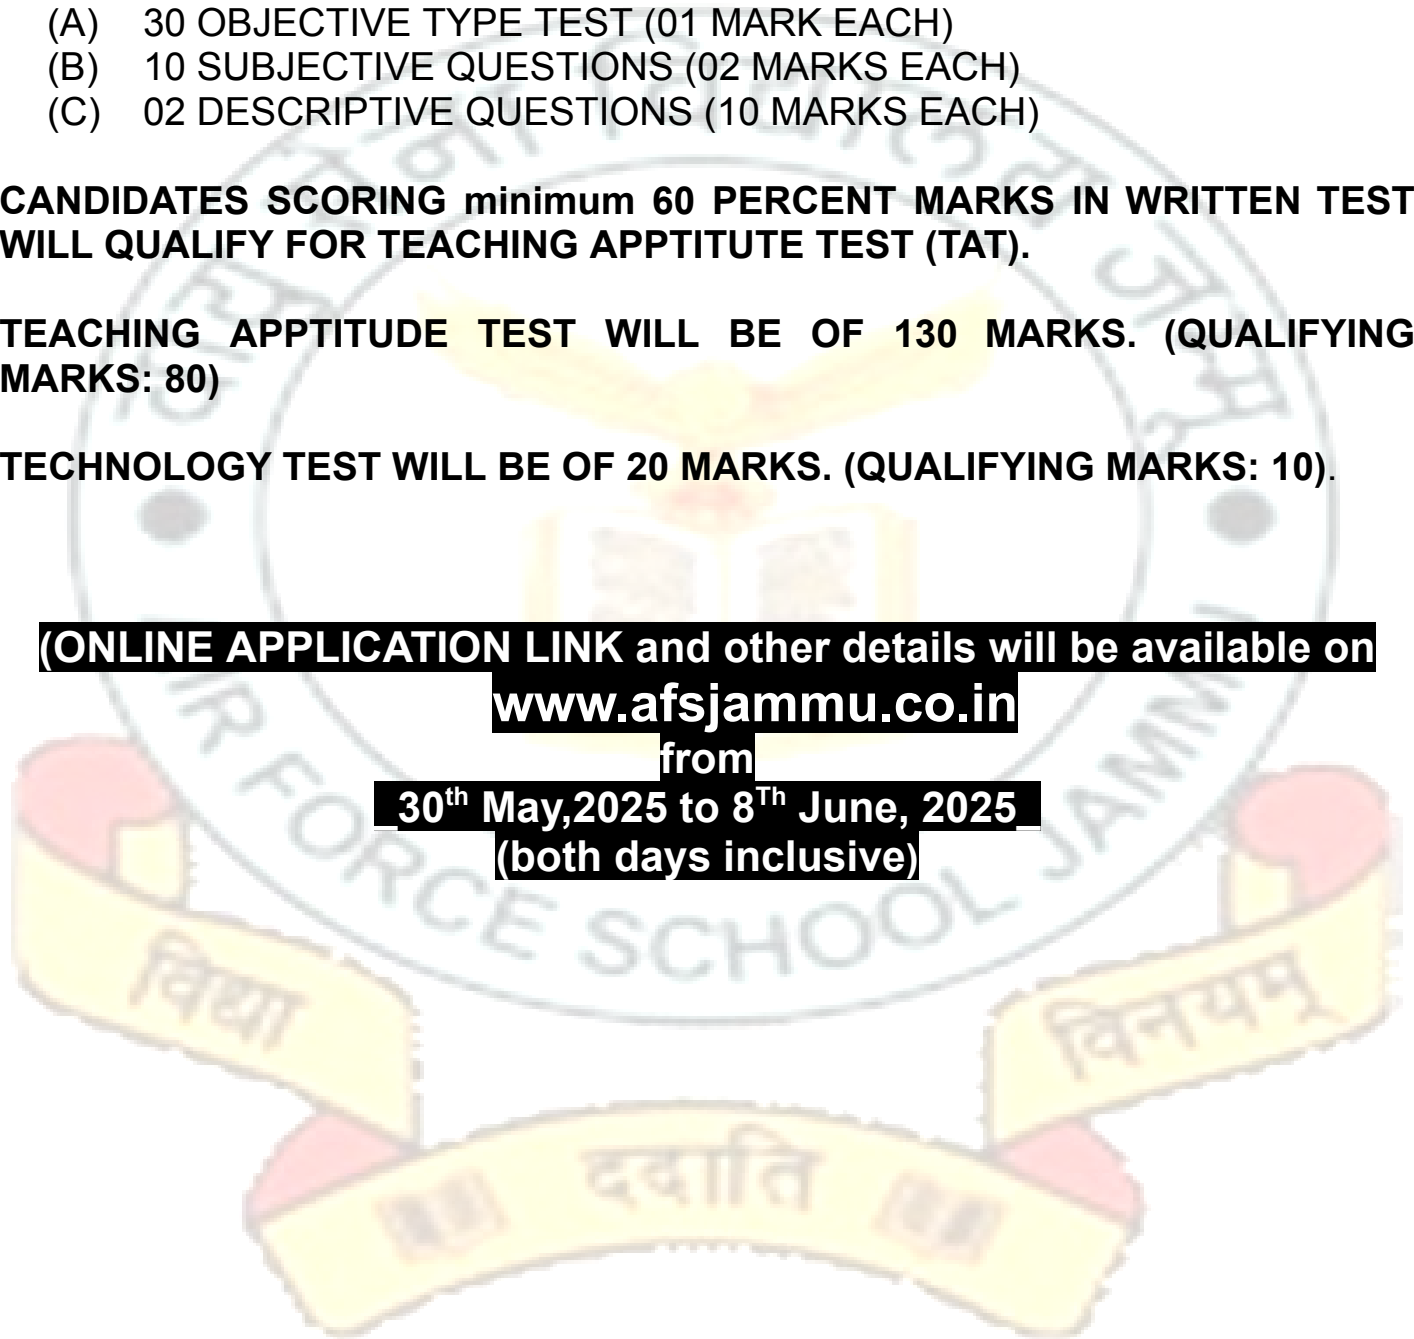 (A) 30 OBJECTIVE TYPE TEST (01 MARK EACH)
(B) 10 SUBJECTIVE QUESTIONS (02 MARKS EACH)
(C) 02 DESCRIPTIVE QUESTIONS (10 MARKS EACH)
CANDIDATES SCORING minimum 60 PERCENT MARKS IN WRITTEN TEST
WILL QUALIFY FOR TEACHING APPTITUTE TEST (TAT).
TEACHING APPTITUDE TEST WILL BE OF 130 MARKS. (QUALIFYING
MARKS: 80)
TECHNOLOGY TEST WILL BE OF 20 MARKS. (QUALIFYING MARKS: 10).
(ONLINE APPLICATION LINK and other details will be available on
www.afsjammu.co.in
from
30th May,2025 to 8Th June, 2025
(both days inclusive)
वायु सेना विद्यालय जम्मू
AIR FORCE SCHOOL JAMMU
विद्या
ददाति
विनयम्